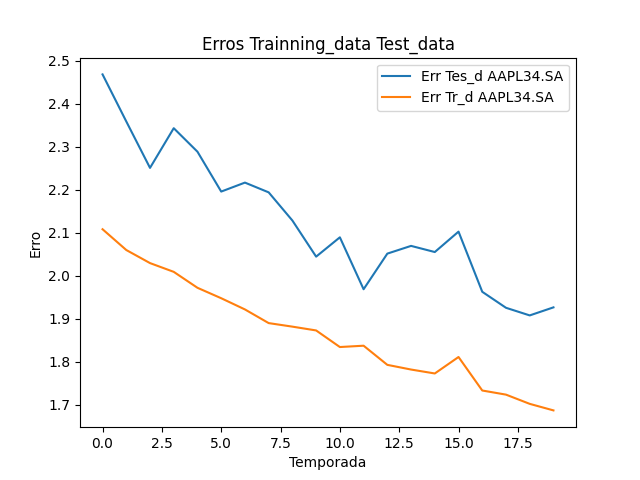 Erros Trainning_data Test_data
Err Tes_d AAPL34.SA
Err Tr_d AAPL34.SA
Erro
2.5
2.4
2.3
2.2
2.1
2.0
1.9
1.8
1.7
0.0 2.5 5.0 7.5 10.0 12.5 15.0 17.5
Temporada